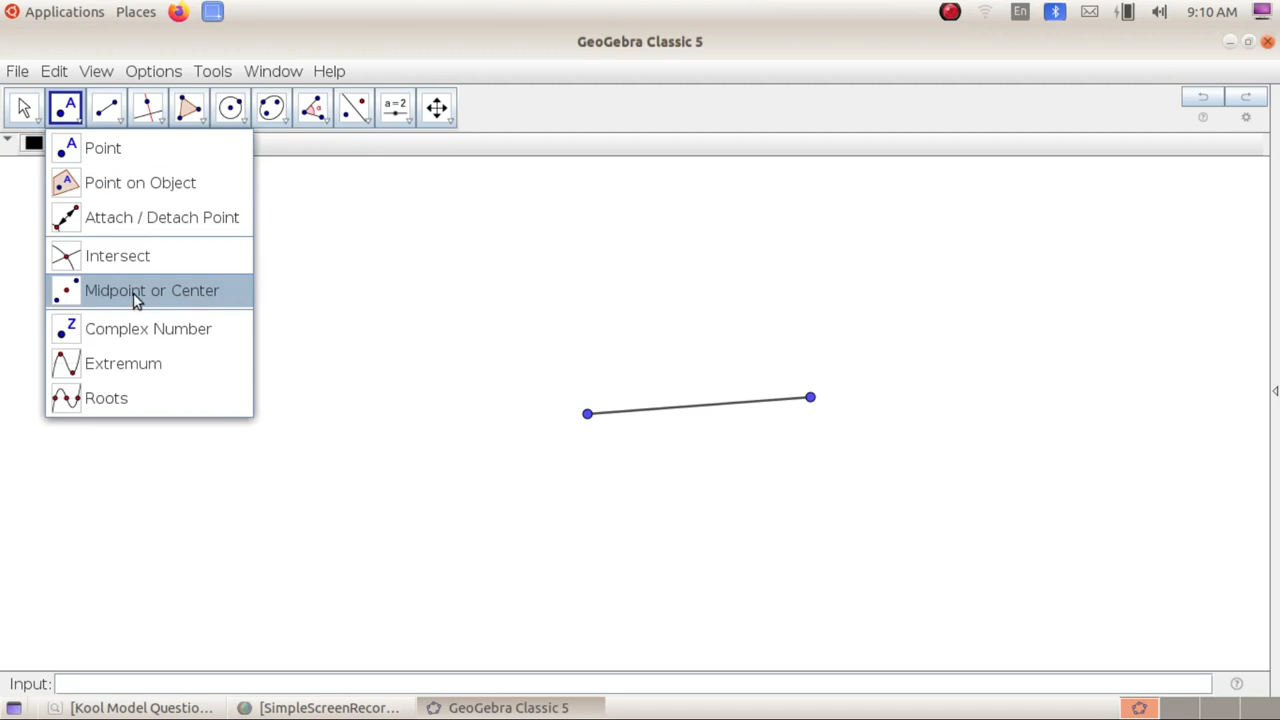 Applications Places En 9:10 AM
GeoGebra Classic 5
File Edit View Options Tools Window Help
A α a=2
A Point
A Point on Object
Attach / Detach Point
Intersect
Midpoint or Center
Z Complex Number
Extremum
Roots
Input:
[Kool Model Questio... [SimpleScreenRecor... GeoGebra Classic 5